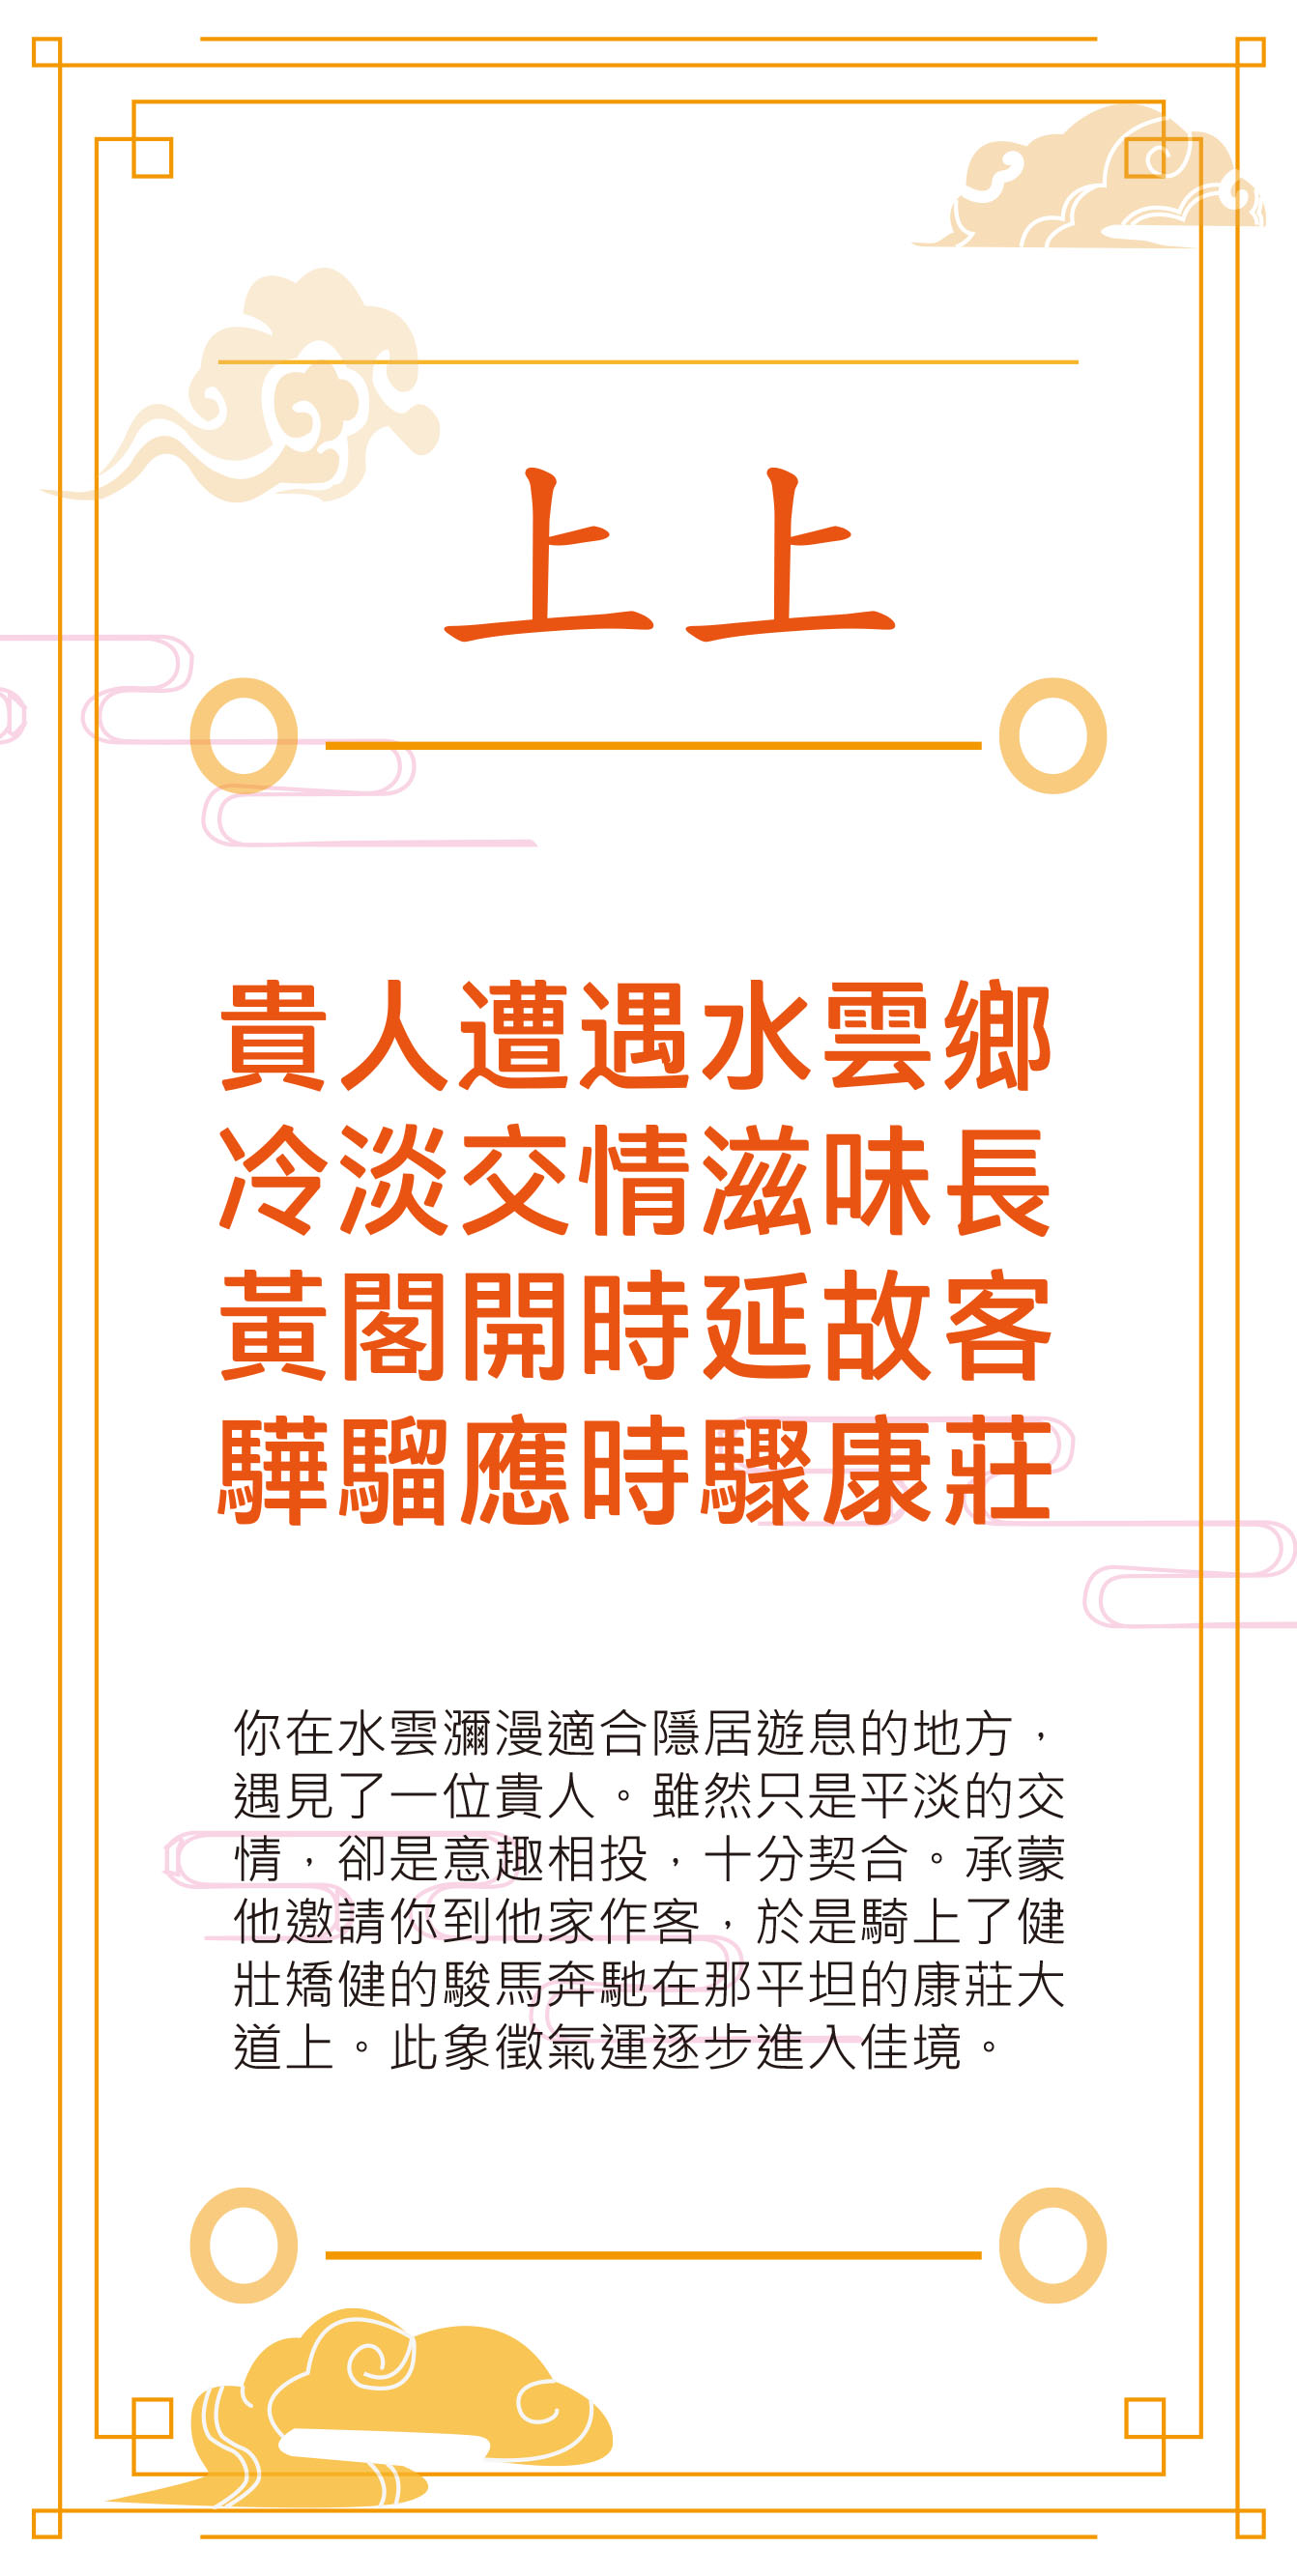 上上
貴人遭遇水雲鄉
冷淡交情滋味長
黃閣開時延故客
驊騮應時驟康莊
你在水雲瀰漫適合隱居遊息的地方，
遇見了一位貴人。雖然只是平淡的交
情，卻是意趣相投，十分契合。承蒙
他邀請你到他家作客，於是騎上了健
壯矯健的駿馬奔馳在那平坦的康莊大
道上。此象徵氣運逐步進入佳境。